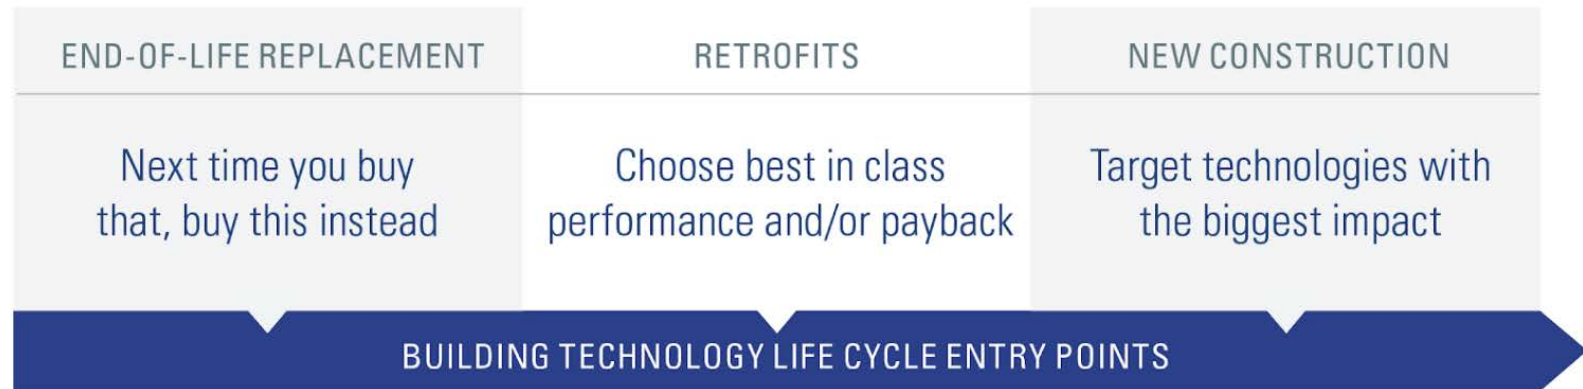 END-OF-LIFE REPLACEMENT
Next time you buy
that, buy this instead
RETROFITS
Choose best in class
performance and/or payback
NEW CONSTRUCTION
Target technologies with
the biggest impact
BUILDING TECHNOLOGY LIFE CYCLE ENTRY POINTS